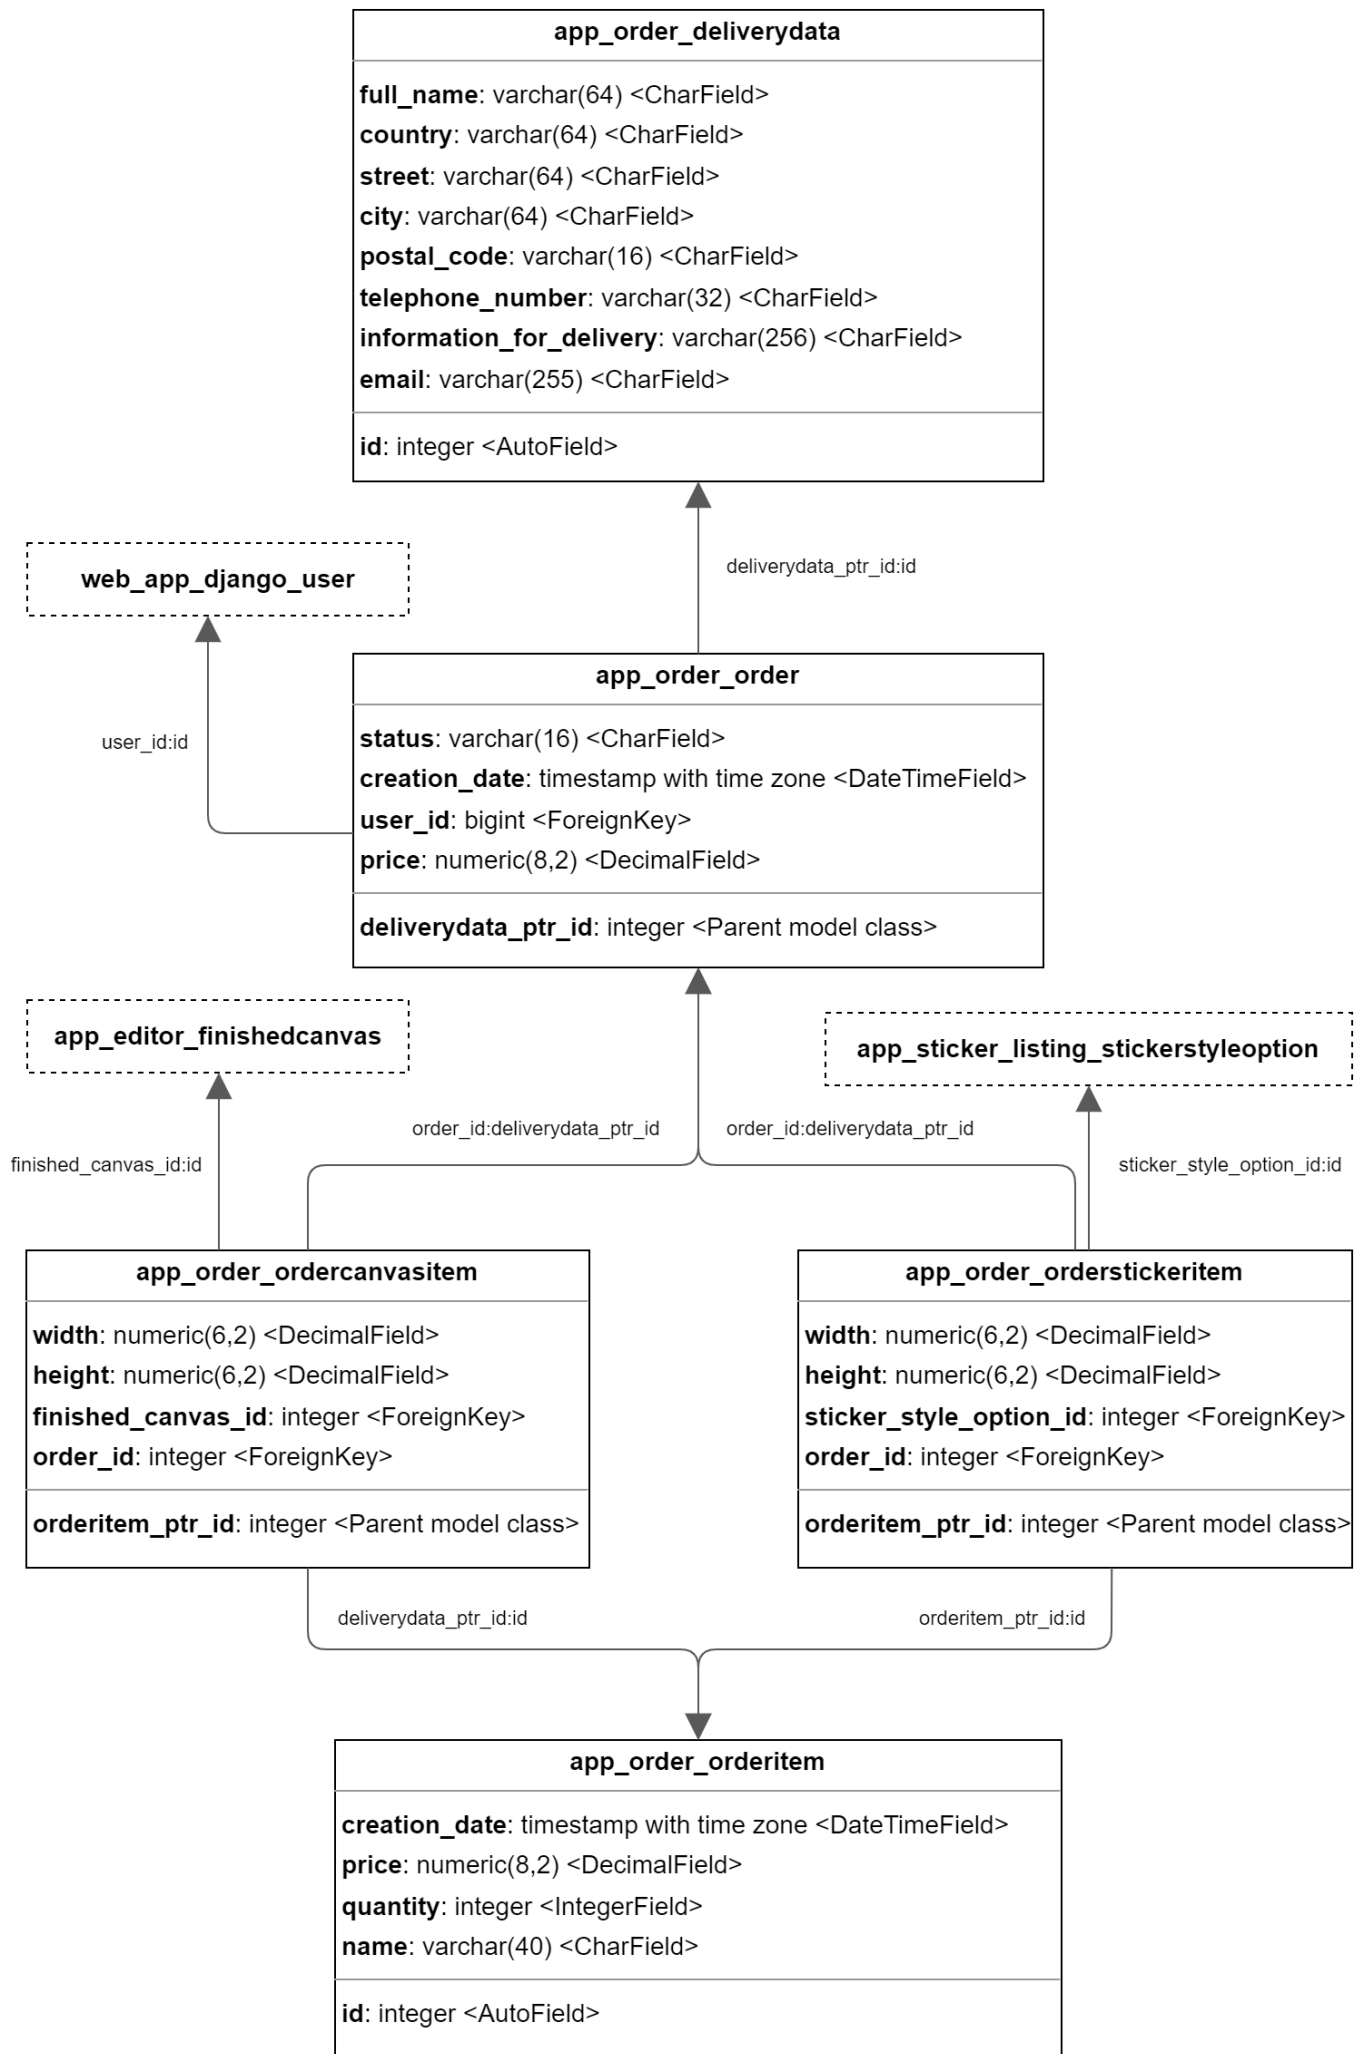 app_order_deliverydata
full_name: varchar(64) <CharField>
country: varchar(64) <CharField>
street: varchar(64) <CharField>
city: varchar(64) <CharField>
postal_code: varchar(16) <CharField>
telephone_number: varchar(32) <CharField>
information_for_delivery: varchar(256) <CharField>
email: varchar(255) <CharField>
id: integer <AutoField>
deliverydata_ptr_id:id
web_app_django_user
user_id:id
app_order_order
status: varchar(16) <CharField>
creation_date: timestamp with time zone <DateTimeField>
user_id: bigint <ForeignKey>
price: numeric(8,2) <DecimalField>
deliverydata_ptr_id: integer <Parent model class>
app_editor_finishedcanvas
app_sticker_listing_stickerstyleoption
order_id:deliverydata_ptr_id
order_id:deliverydata_ptr_id
finished_canvas_id:id
sticker_style_option_id:id
app_order_ordercanvasitem
width: numeric(6,2) <DecimalField>
height: numeric(6,2) <DecimalField>
finished_canvas_id: integer <ForeignKey>
order_id: integer <ForeignKey>
orderitem_ptr_id: integer <Parent model class>
app_order_orderstickeritem
width: numeric(6,2) <DecimalField>
height: numeric(6,2) <DecimalField>
sticker_style_option_id: integer <ForeignKey>
order_id: integer <ForeignKey>
orderitem_ptr_id: integer <Parent model class>
deliverydata_ptr_id:id
orderitem_ptr_id:id
app_order_orderitem
creation_date: timestamp with time zone <DateTimeField>
price: numeric(8,2) <DecimalField>
quantity: integer <IntegerField>
name: varchar(40) <CharField>
id: integer <AutoField>